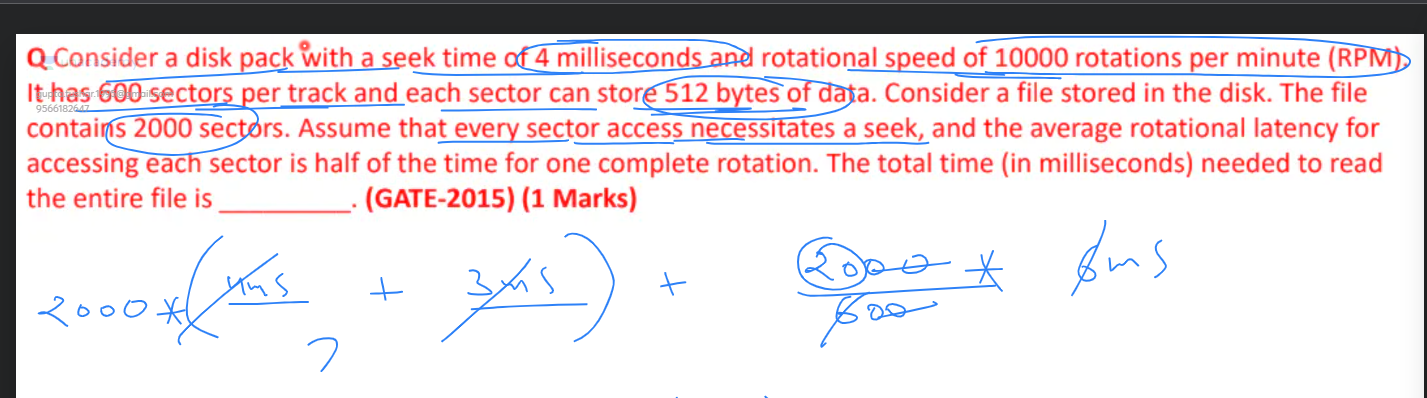 Q Consider a disk pack with a seek time of 4 milliseconds and rotational speed of 10000 rotations per minute (RPM).
It has 600 sectors per track and each sector can store 512 bytes of data. Consider a file stored in the disk. The file
9566182647
contains 2000 sectors. Assume that every sector access necessitates a seek, and the average rotational latency for
accessing each sector is half of the time for one complete rotation. The total time (in milliseconds) needed to read
the entire file is __________. (GATE-2015) (1 Marks)
2000 * (4ms + 3ms) + 2000 * 6ms
600
7